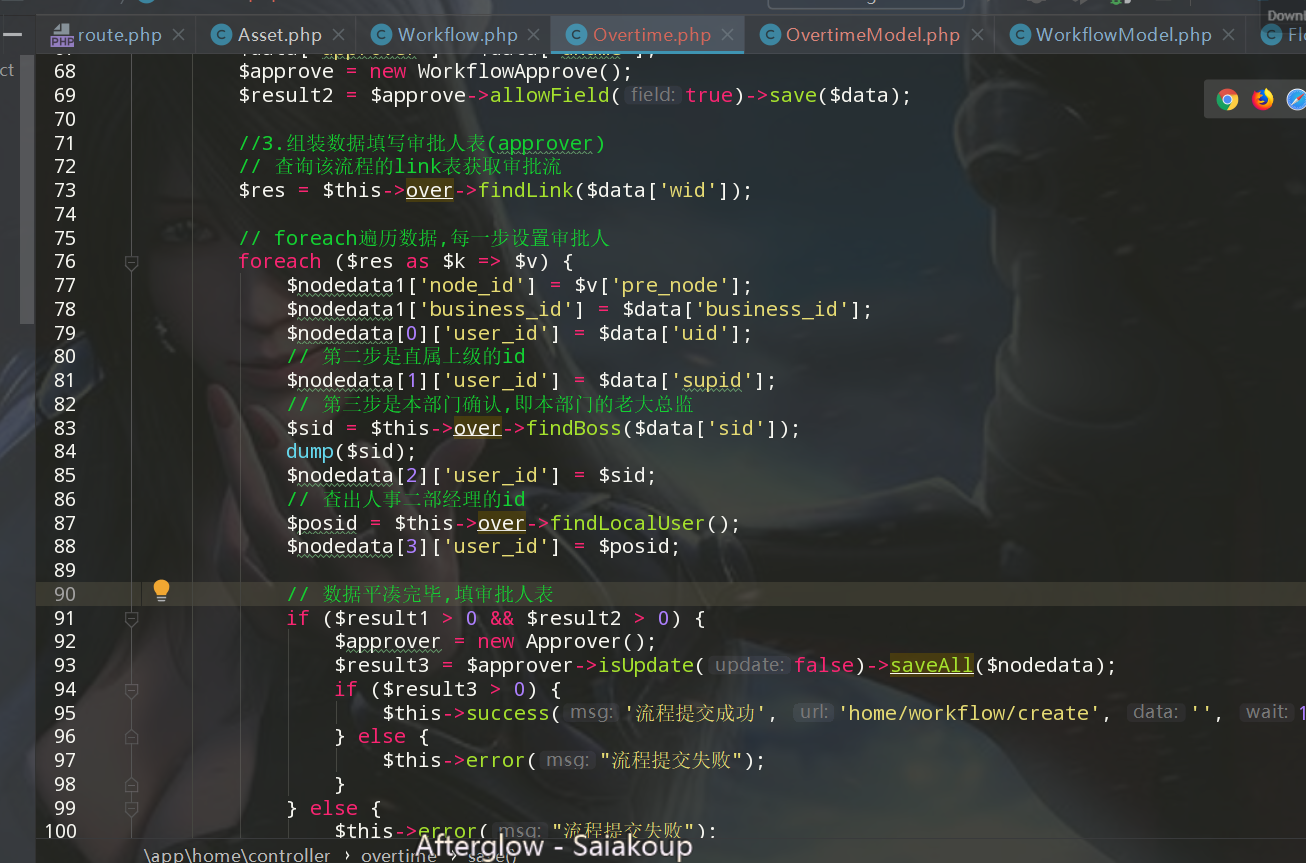 Downl
route.php Asset.php Workflow.php Overtime.php OvertimeModel.php WorkflowModel.php
ct
68 $approve = new WorkflowApprove();
69 $result2 = $approve->allowField( field: true)->save($data);
70
71 //3.组装数据填写审批人表(approver)
72 // 查询该流程的link表获取审批流
73 $res = $this->over->findLink($data['wid']);
74
75 // foreach遍历数据,每一步设置审批人
76 foreach ($res as $k => $v) {
77 $nodedata1['node_id'] = $v['pre_node'];
78 $nodedata1['business_id'] = $data['business_id'];
79 $nodedata[0]['user_id'] = $data['uid'];
80 // 第二步是直属上级的id
81 $nodedata[1]['user_id'] = $data['supid'];
82 // 第三步是本部门确认,即本部门的老大总监
83 $sid = $this->over->findBoss($data['sid']);
84 dump($sid);
85 $nodedata[2]['user_id'] = $sid;
86 // 查出人事二部经理的id
87 $posid = $this->over->findLocalUser();
88 $nodedata[3]['user_id'] = $posid;
89
90 // 数据平凑完毕,填审批人表
91 if ($result1 > 0 && $result2 > 0) {
92 $approver = new Approver();
93 $result3 = $approver->isUpdate( update: false)->saveAll($nodedata);
94 if ($result3 > 0) {
95 $this->success( msg: '流程提交成功', url: 'home/workflow/create', data: '', wait: 1
96 } else {
97 $this->error( msg: "流程提交失败");
98 }
99 } else {
100 $this->error( msg: "流程提交失败");
Afterglow - Saiakoup
\app\home\controller › overtime › save()